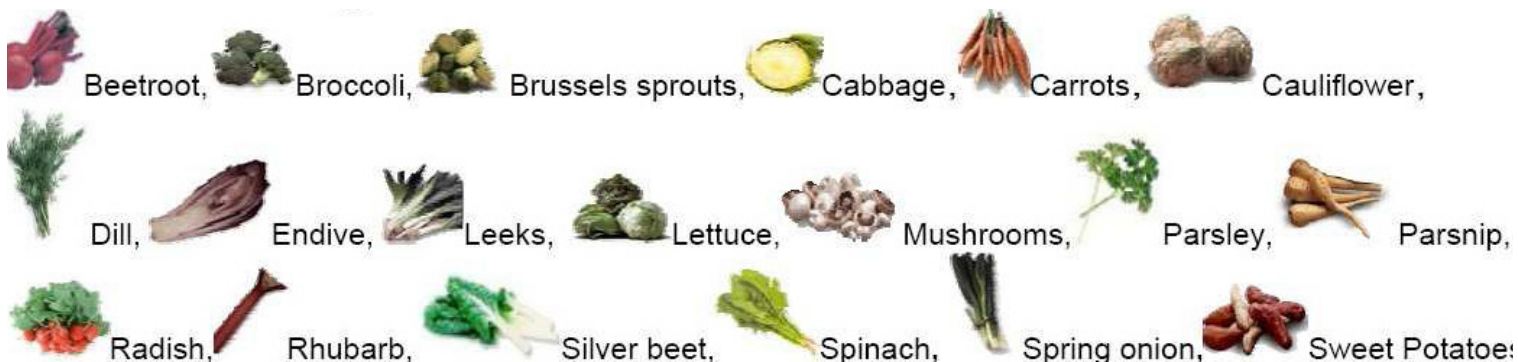 Beetroot, Broccoli, Brussels sprouts, Cabbage, Carrots, Cauliflower,
Dill, Endive, Leeks, Lettuce, Mushrooms, Parsley, Parsnip,
Radish, Rhubarb, Silver beet, Spinach, Spring onion, Sweet Potatoes